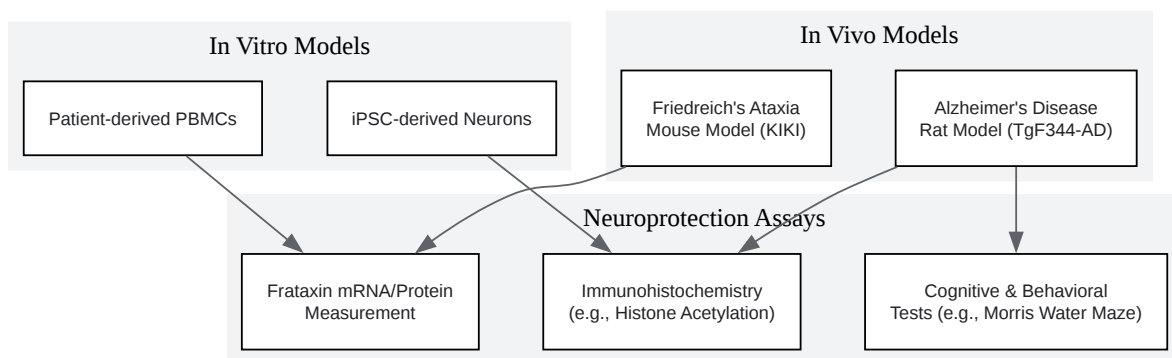 In Vitro Models
In Vivo Models
Patient-derived PBMCs
iPSC-derived Neurons
Friedreich's Ataxia
Mouse Model (KIKI)
Alzheimer's Disease
Rat Model (TgF344-AD)
Neuroprotection Assays
Frataxin mRNA/Protein
Measurement
Immunohistochemistry
(e.g., Histone Acetylation)
Cognitive & Behavioral
Tests (e.g., Morris Water Maze)